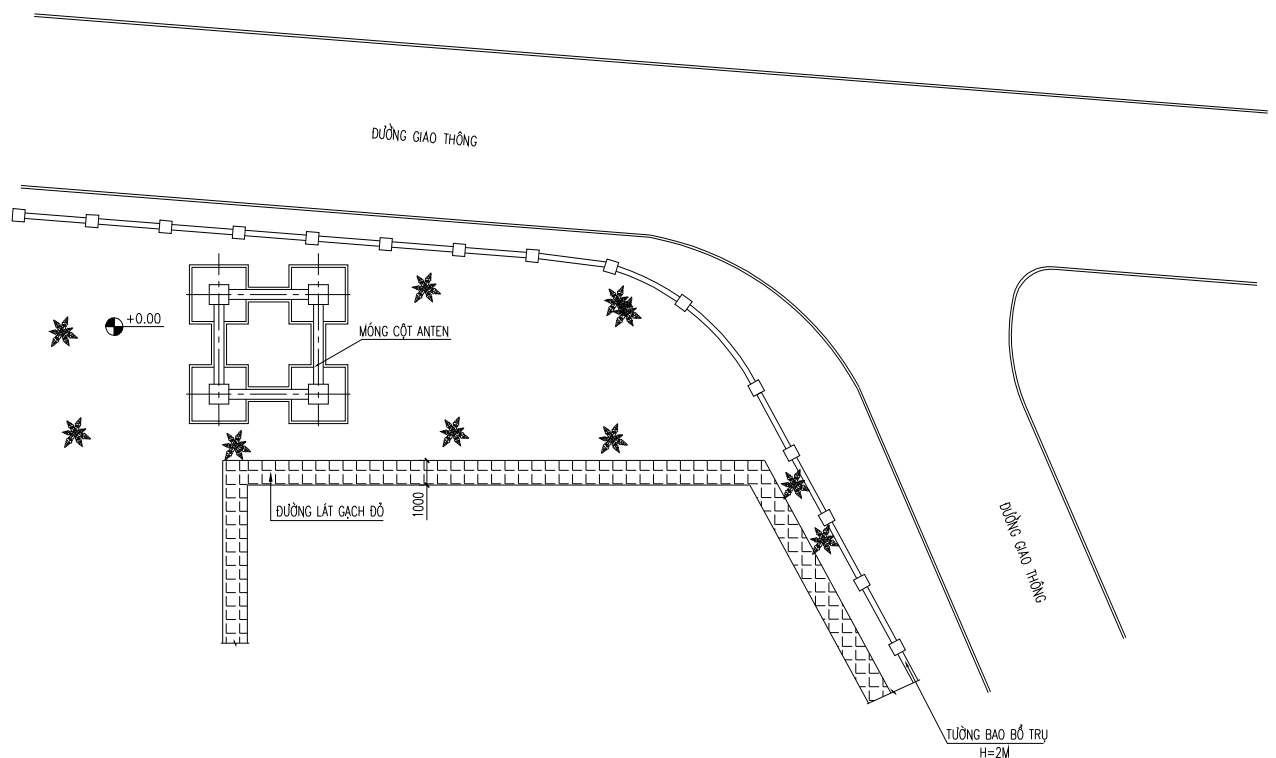 ĐƯỜNG GIAO THÔNG
+0.00
MÓNG CỘT ANTEN
1000
ĐƯỜNG LÁT GẠCH ĐỎ
ĐƯỜNG GIAO THÔNG
TƯỜNG BAO BỔ TRỤ
H=2M